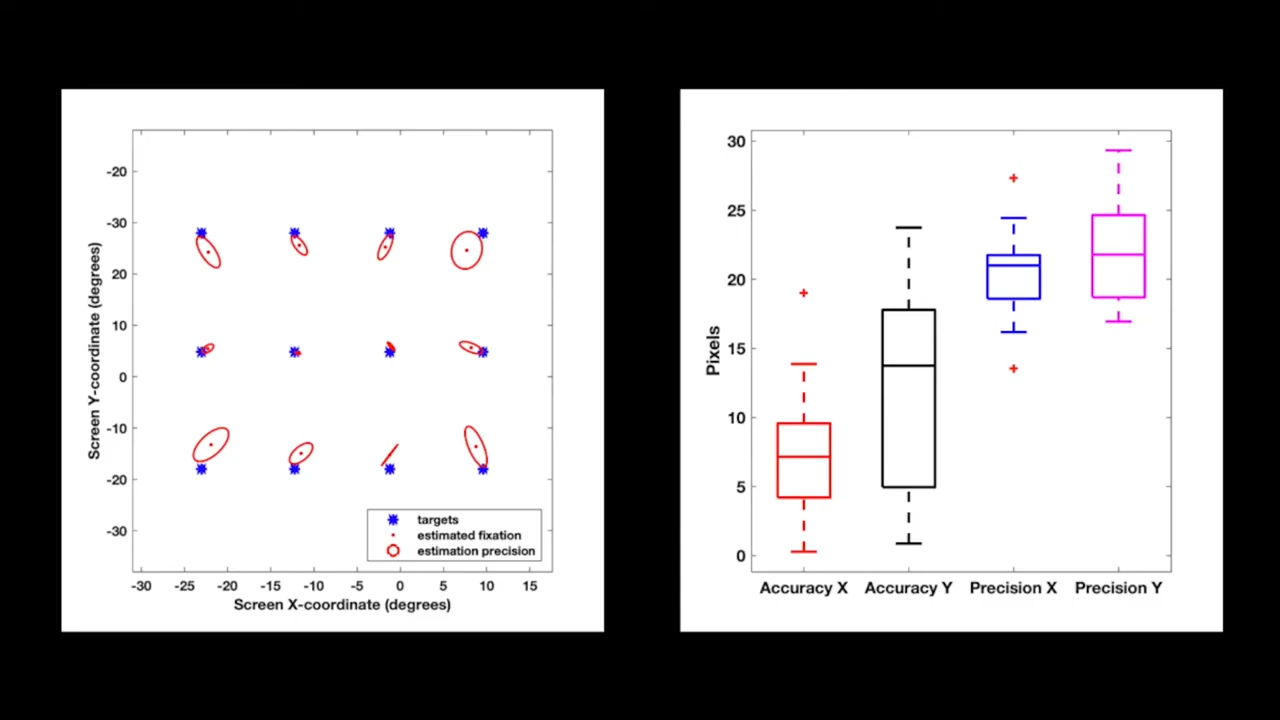 -20
-30
20
10
0
-10
-20
-30
Screen Y-coordinate (degrees)
targets
estimated fixation
estimation precision
-30 -25 -20 -15 -10 -5 0 5 10 15
Screen X-coordinate (degrees)
30
25
20
15
10
5
0
Pixels
Accuracy X Accuracy Y Precision X Precision Y